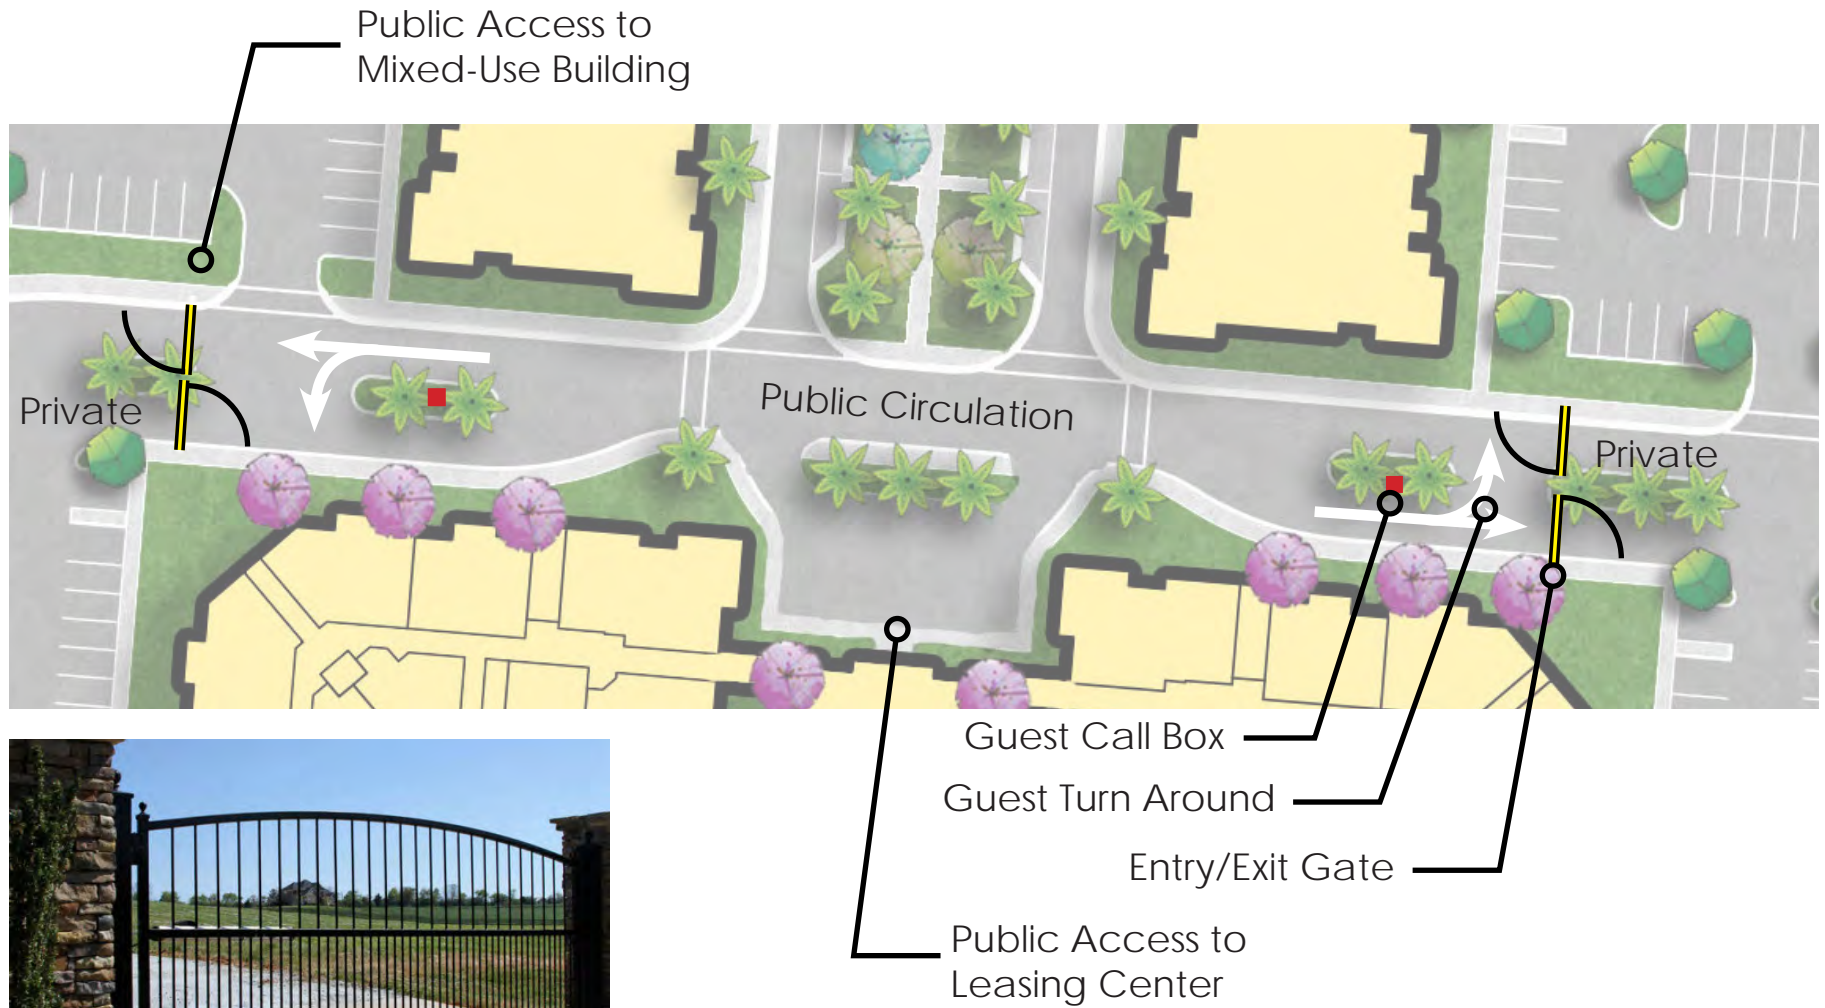 Public Access to
Mixed-Use Building
Private
Public Circulation
Private
Guest Call Box
Guest Turn Around
Entry/Exit Gate
Public Access to
Leasing Center